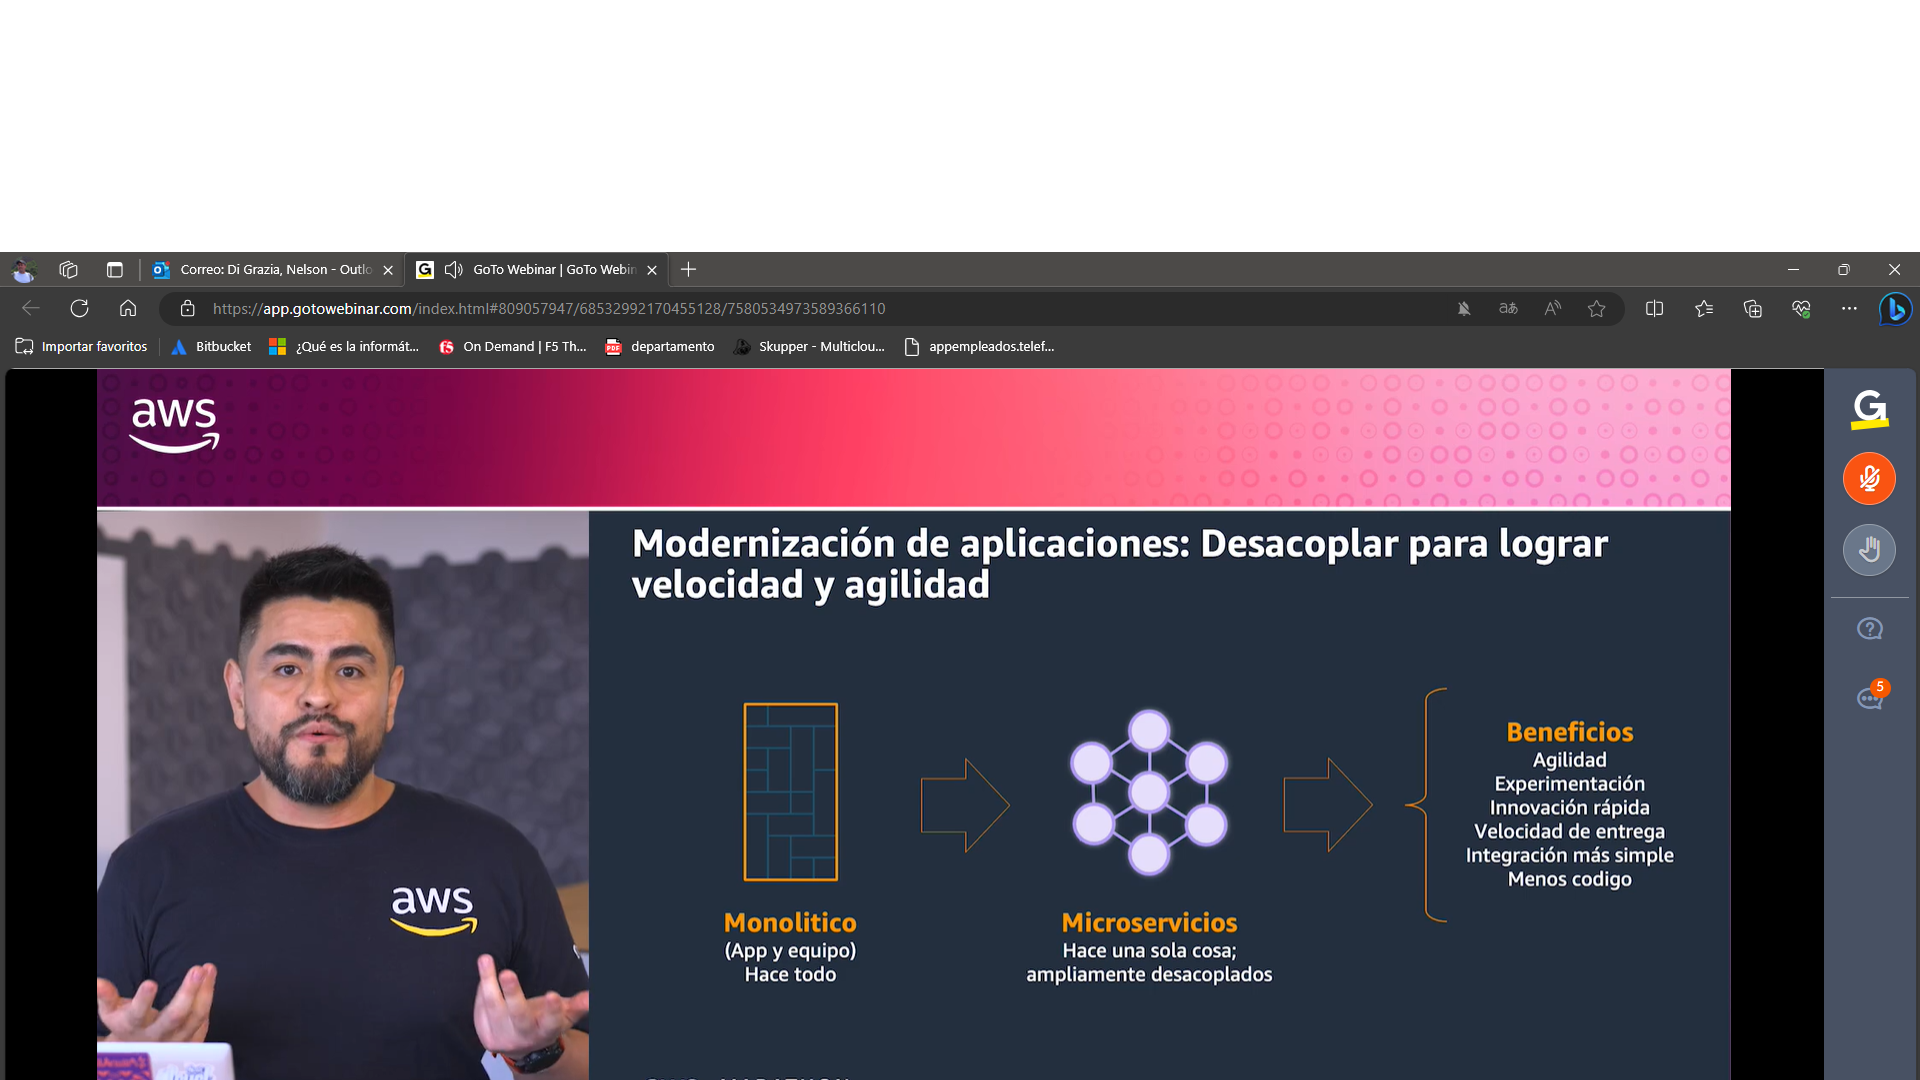 Correo: Di Grazia, Nelson - Outlo
GoTo Webinar | GoTo Webin
https://app.gotowebinar.com/index.html#809057947/68532992170455128/7580534973589366110
Importar favoritos
Bitbucket
¿Qué es la informát...
On Demand | F5 Th...
PDF
departamento
Skupper - Multiclou...
appempleados.telef...
aws
G
Modernización de aplicaciones: Desacoplar para lograr
velocidad y agilidad
5
Beneficios
Agilidad
Experimentación
Innovación rápida
Velocidad de entrega
Integración más simple
Menos codigo
aws
Monolitico
(App y equipo)
Hace todo
Microservicios
Hace una sola cosa;
ampliamente desacoplados